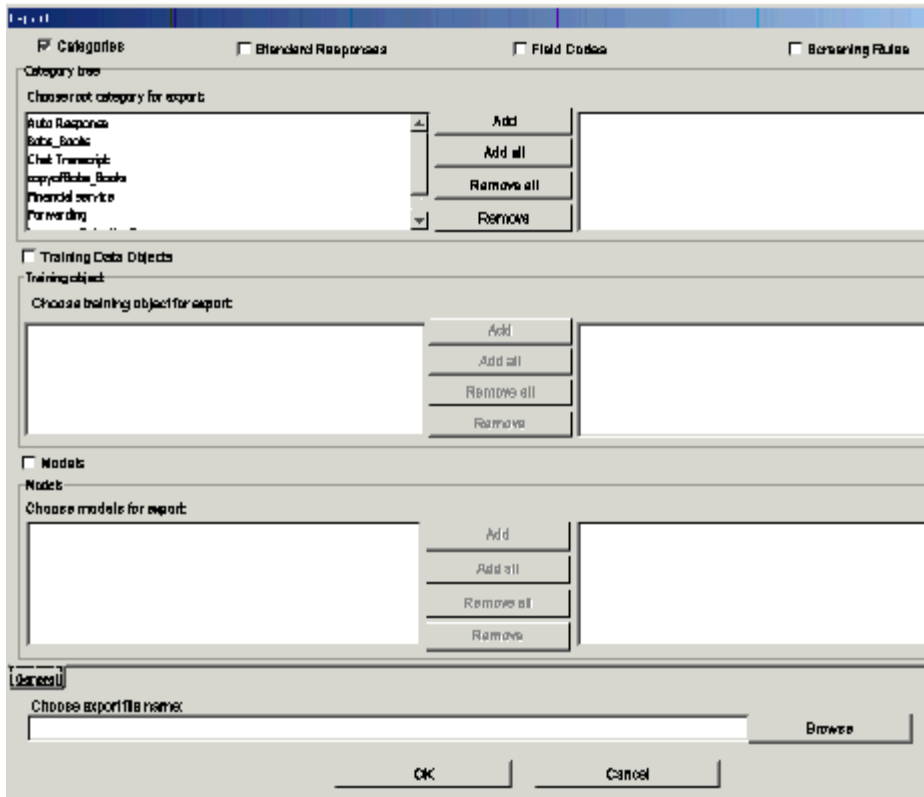 Export
Categories
Standard Responses
Field Codes
Screening Rules
Category tree
Choose root category for export:
Auto Response
Bobs_Books
Chat Transcript
copyofBobs_Books
Financial service
Forwarding
Add
Add all
Remove all
Remove
Training Data Objects
Training object
Choose training object for export:
Add
Add all
Remove all
Remove
Models
Models
Choose models for export:
Add
Add all
Remove all
Remove
General
Choose export file name:
Browse
OK
Cancel